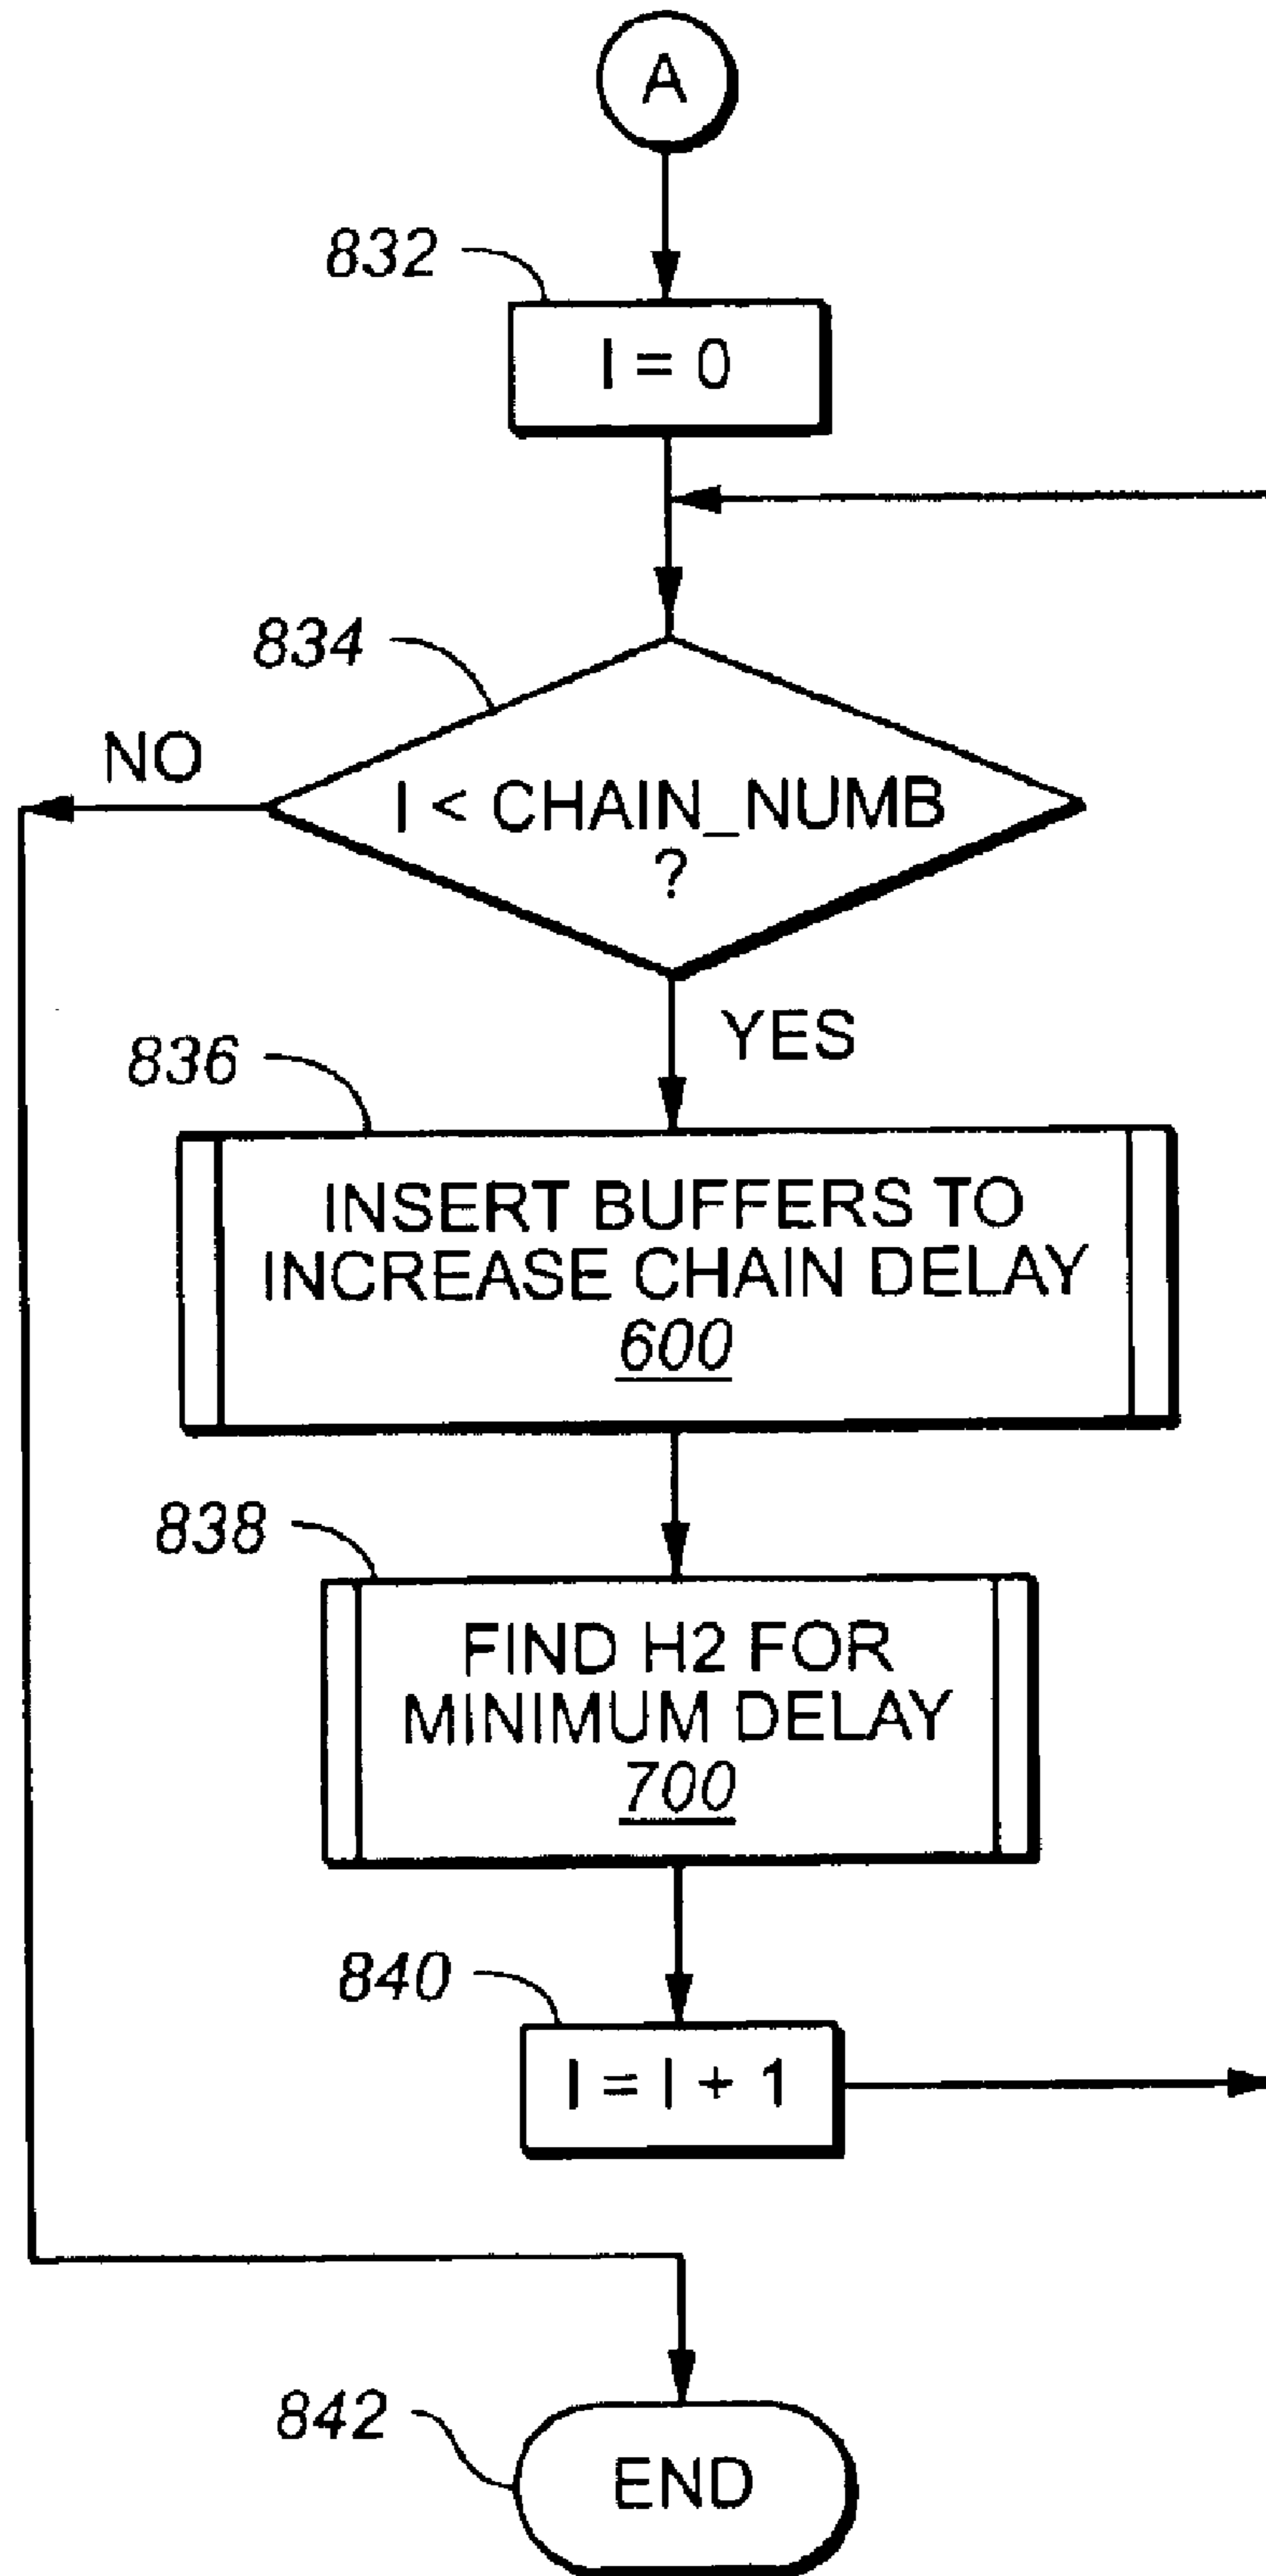 A
832
I = 0
834
NO
I < CHAIN_NUMB
?
YES
836
INSERT BUFFERS TO
INCREASE CHAIN DELAY
600
838
FIND H2 FOR
MINIMUM DELAY
700
840
I = I + 1
842
END